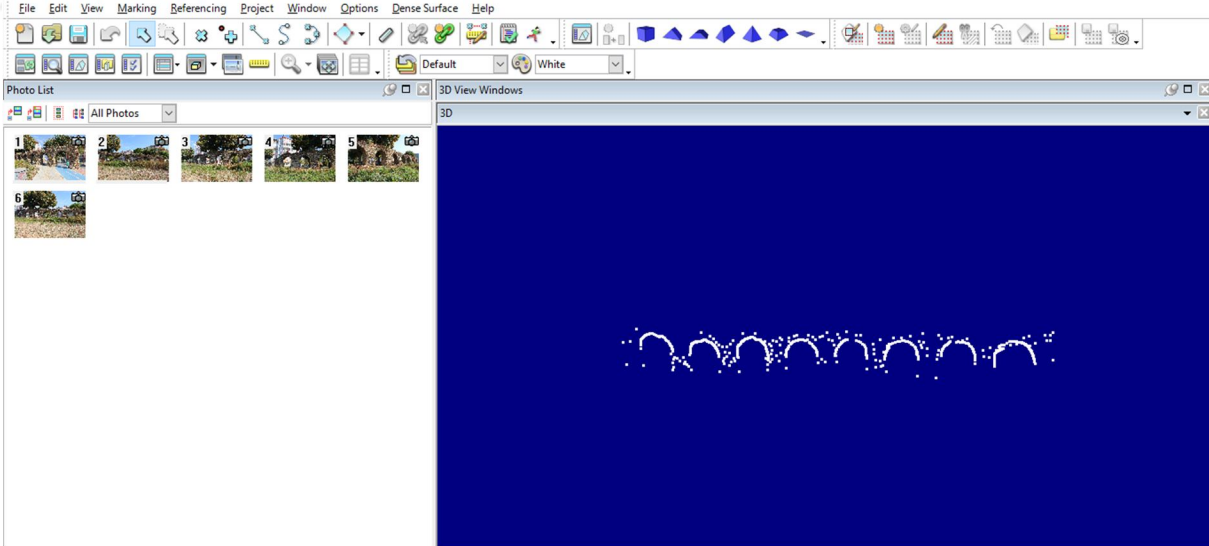 File Edit View Marking Referencing Project Window Options Dense Surface Help
Default White
Photo List
3D View Windows
All Photos
3D
1 2 3 4 5
6